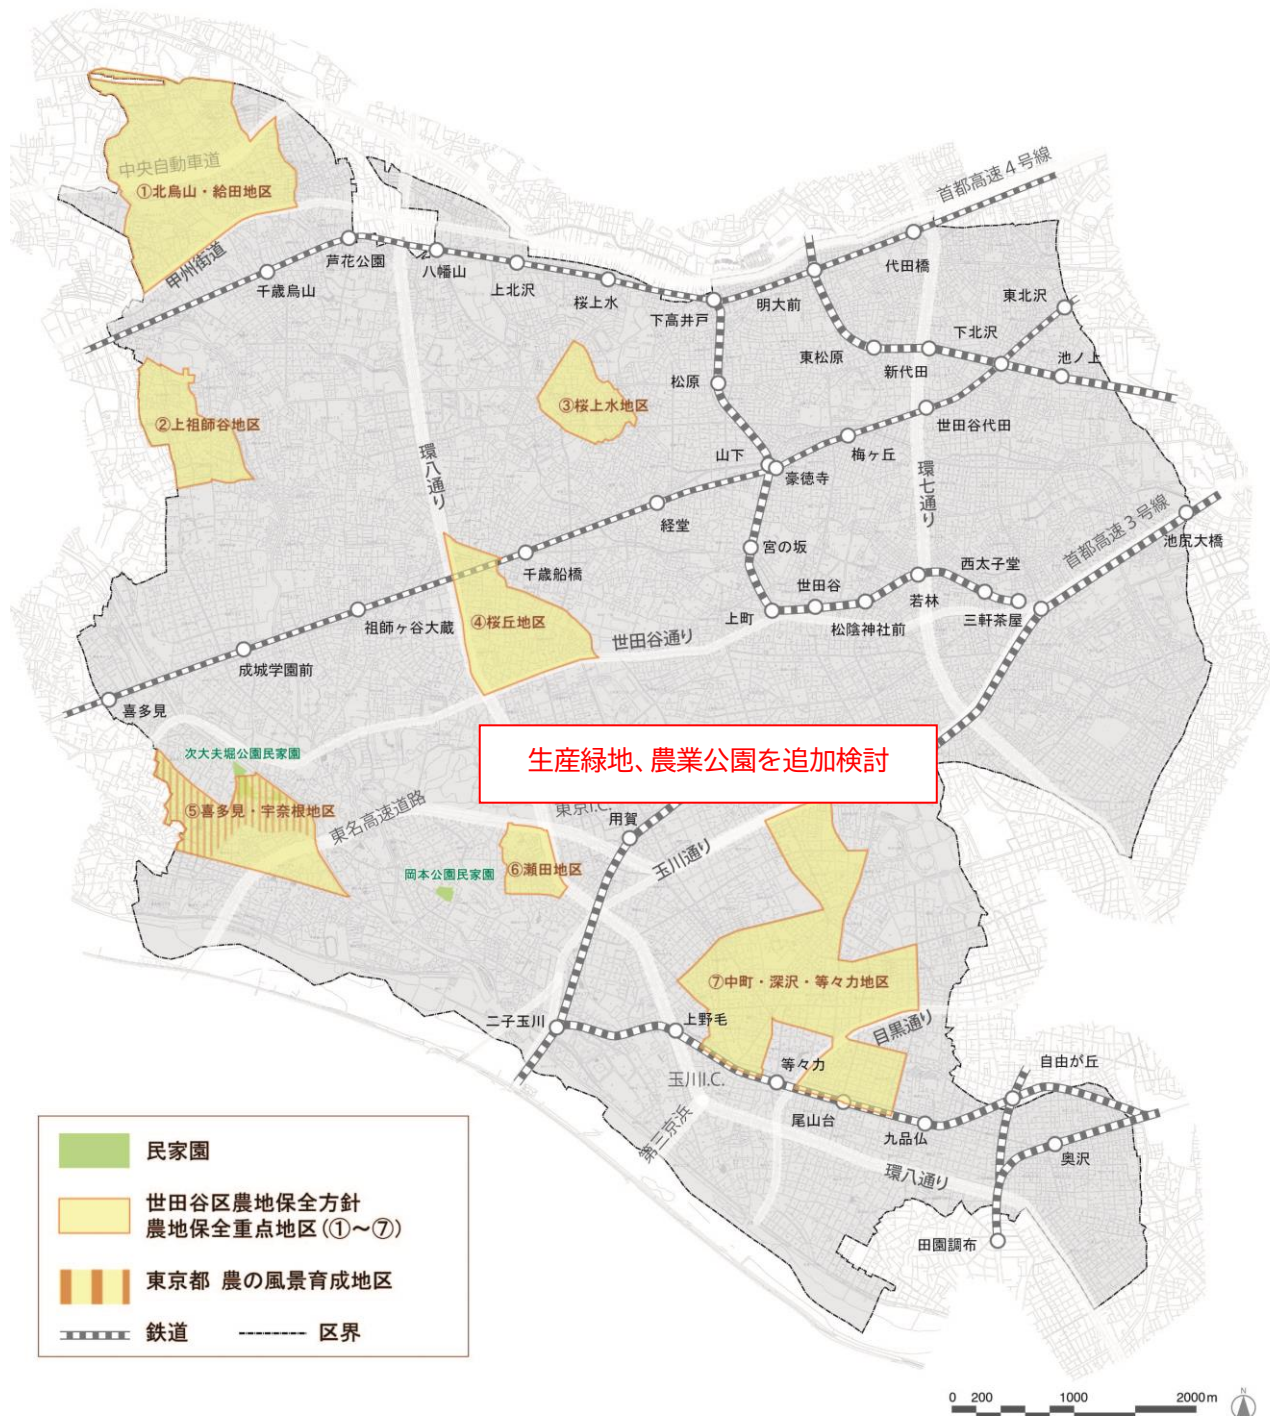 首都高速4号線
中央自動車道
①北烏山・給田地区
甲州街道
芦花公園
八幡山
千歳烏山
上北沢
桜上水
下高井戸
明大前
代田橋
東北沢
下北沢
東松原
新代田
池ノ上
松原
②上祖師谷地区
③桜上水地区
世田谷代田
梅ヶ丘
山下
豪徳寺
環八通り
環七通り
経堂
首都高速3号線
池尻大橋
宮の坂
千歳船橋
西太子堂
世田谷
若林
三軒茶屋
上町
松陰神社前
祖師ヶ谷大蔵
④桜丘地区
世田谷通り
成城学園前
喜多見
次大夫堀公園民家園
生産緑地、農業公園を追加検討
⑤喜多見・宇奈根地区
東名高速道路
東京I.C.
用賀
玉川通り
岡本公園民家園
⑥瀬田地区
⑦中町・深沢・等々力地区
二子玉川
上野毛
目黒通り
等々力
玉川I.C.
自由が丘
尾山台
第三京浜
九品仏
奥沢
環八通り
田園調布
民家園
世田谷区農地保全方針
農地保全重点地区(①～⑦)
東京都 農の風景育成地区
鉄道
区界
0 200 1000 2000m
N